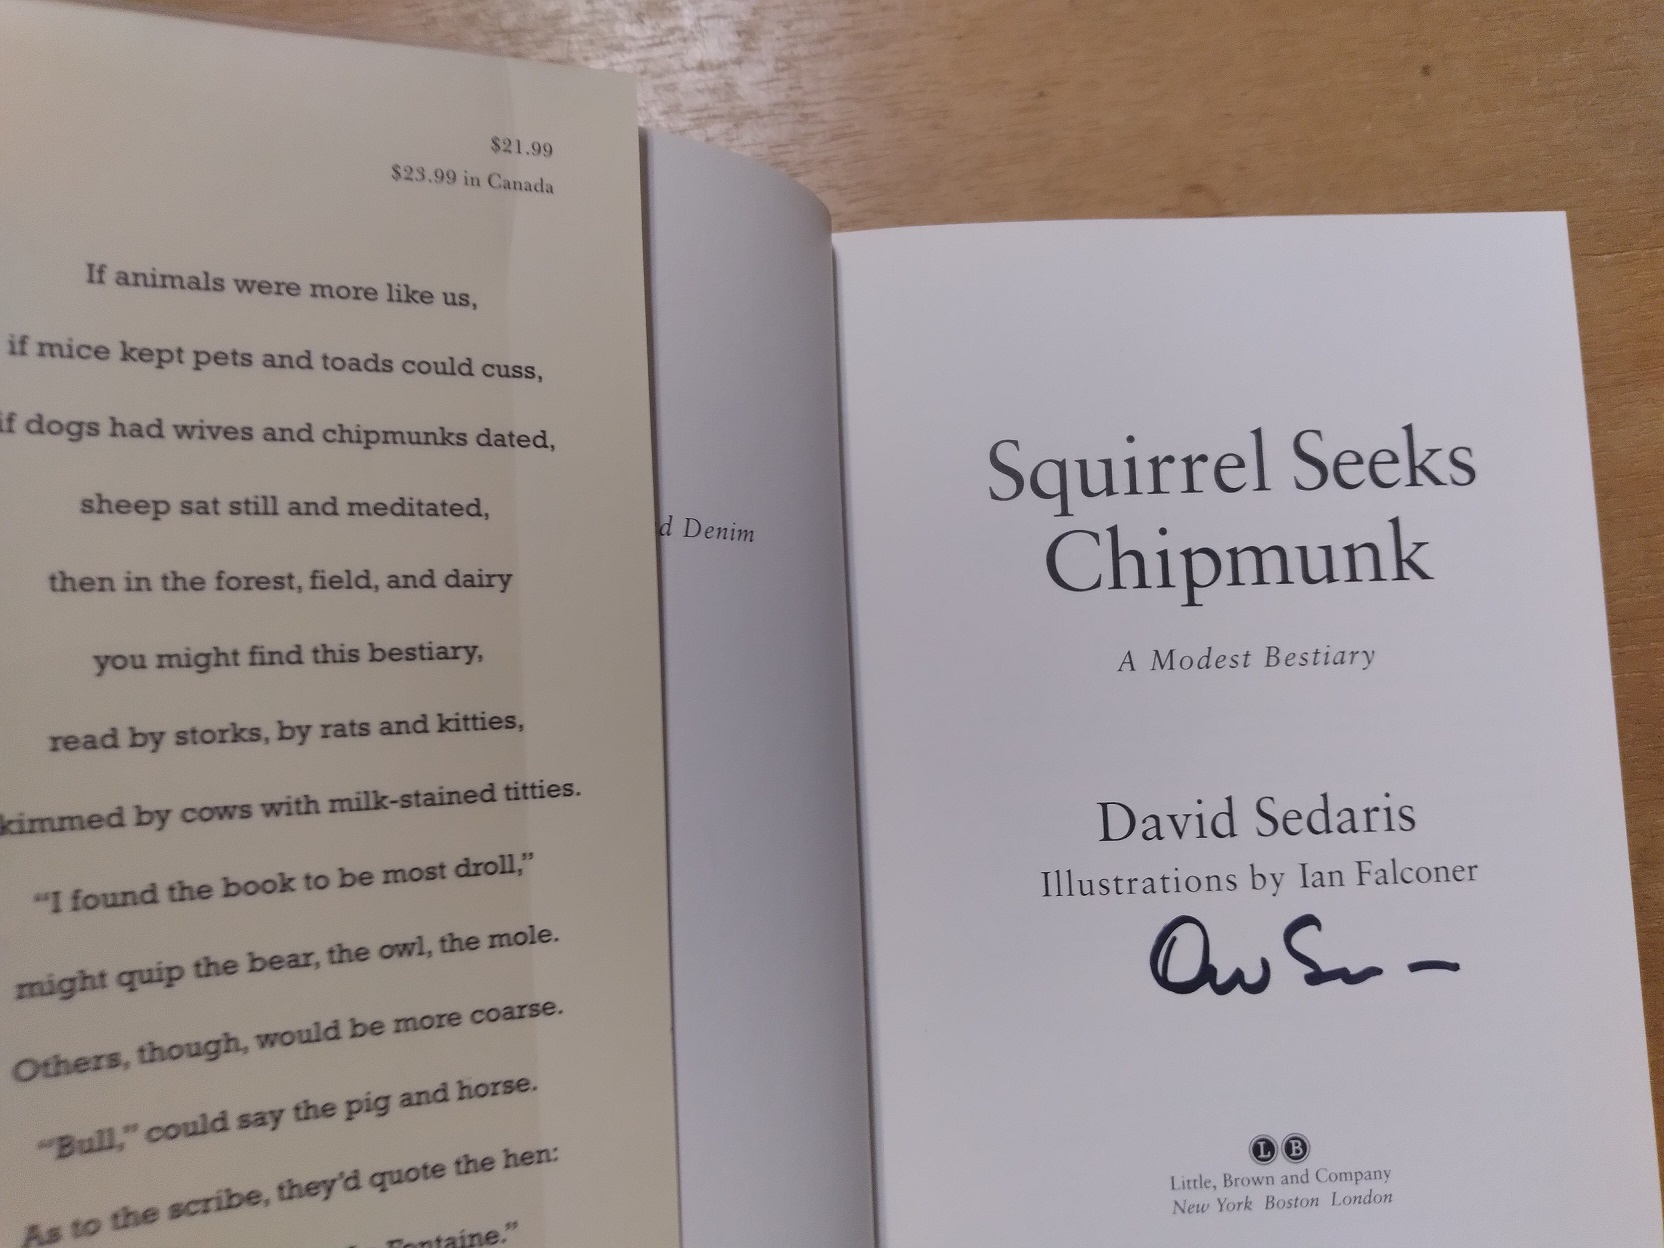 $21.99
$23.99 in Canada
If animals were more like us,
if mice kept pets and toads could cuss,
if dogs had wives and chipmunks dated,
sheep sat still and meditated,
then in the forest, field, and dairy
you might find this bestiary,
read by storks, by rats and kitties,
kimmed by cows with milk-stained titties.
“I found the book to be most droll,”
might quip the bear, the owl, the mole.
Others, though, would be more coarse.
“Bull,” could say the pig and horse.
As to the scribe, they’d quote the hen:
Fontaine.”
d Denim
Squirrel Seeks
Chipmunk
A Modest Bestiary
David Sedaris
Illustrations by Ian Falconer
L B
Little, Brown and Company
New York Boston London